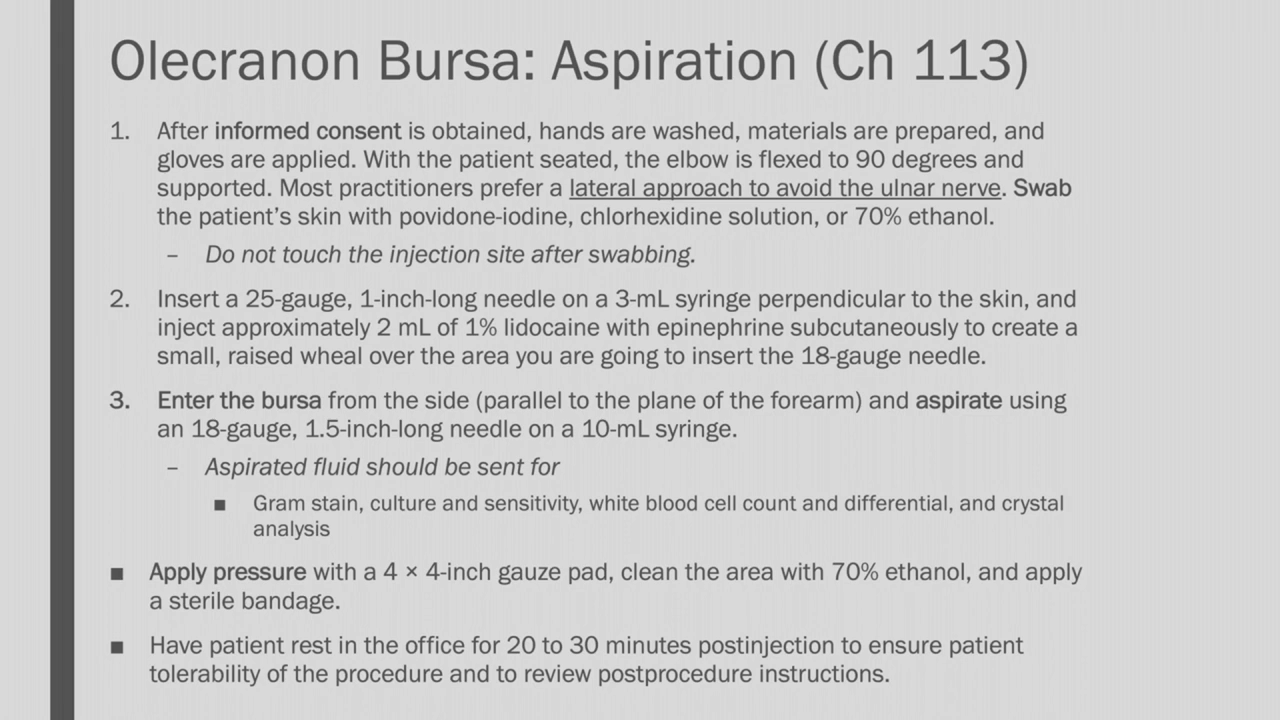 Olecranon Bursa: Aspiration (Ch 113)
1. After informed consent is obtained, hands are washed, materials are prepared, and
gloves are applied. With the patient seated, the elbow is flexed to 90 degrees and
supported. Most practitioners prefer a lateral approach to avoid the ulnar nerve. Swab
the patient's skin with povidone-iodine, chlorhexidine solution, or 70% ethanol.
– Do not touch the injection site after swabbing.
2. Insert a 25-gauge, 1-inch-long needle on a 3-mL syringe perpendicular to the skin, and
inject approximately 2 mL of 1% lidocaine with epinephrine subcutaneously to create a
small, raised wheal over the area you are going to insert the 18-gauge needle.
3. Enter the bursa from the side (parallel to the plane of the forearm) and aspirate using
an 18-gauge, 1.5-inch-long needle on a 10-mL syringe.
– Aspirated fluid should be sent for
■ Gram stain, culture and sensitivity, white blood cell count and differential, and crystal
analysis
■ Apply pressure with a 4 × 4-inch gauze pad, clean the area with 70% ethanol, and apply
a sterile bandage.
■ Have patient rest in the office for 20 to 30 minutes postinjection to ensure patient
tolerability of the procedure and to review postprocedure instructions.